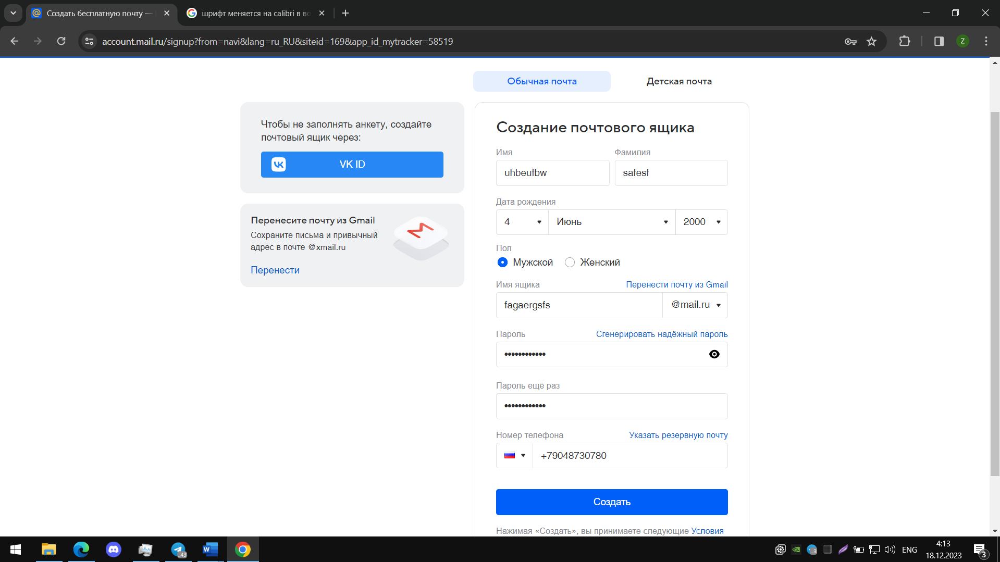 Создать бесплатную почту —
шрифт меняется на calibri в во
account.mail.ru/signup?from=navi&lang=ru_RU&siteid=169&app_id_mytracker=58519
Z
Обычная почта
Детская почта
Чтобы не заполнять анкету, создайте
почтовый ящик через:
VK ID
Перенесите почту из Gmail
Сохраните письма и привычный
адрес в почте @xmail.ru
Перенести
Создание почтового ящика
Имя Фамилия
uhbeufbw safesf
Дата рождения
4 Июнь 2000
Пол
Мужской Женский
Имя ящика Перенести почту из Gmail
fagaergsfs @mail.ru
Пароль Сгенерировать надёжный пароль
••••••••••••
Пароль ещё раз
••••••••••••
Номер телефона Указать резервную почту
+79048730780
Создать
Нажимая «Создать», вы принимаете следующие Условия
43
W
..3
ENG
4:13
18.12.2023
3